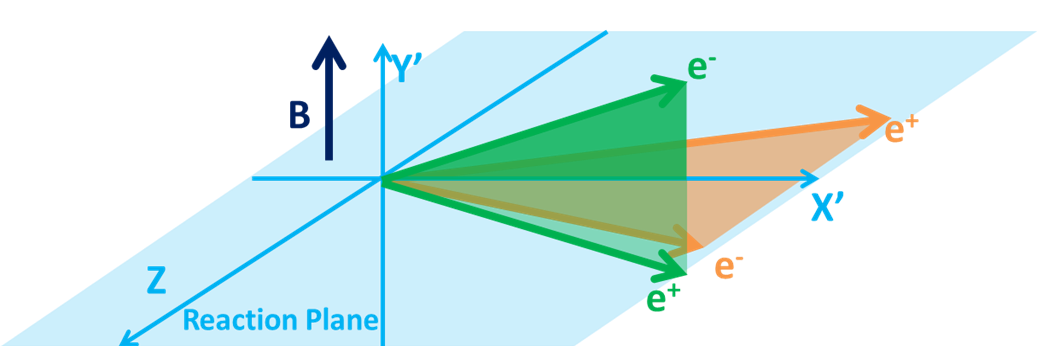 e⁻
Y’
B
e⁺
X’
e⁻
Z
e⁺
Reaction Plane